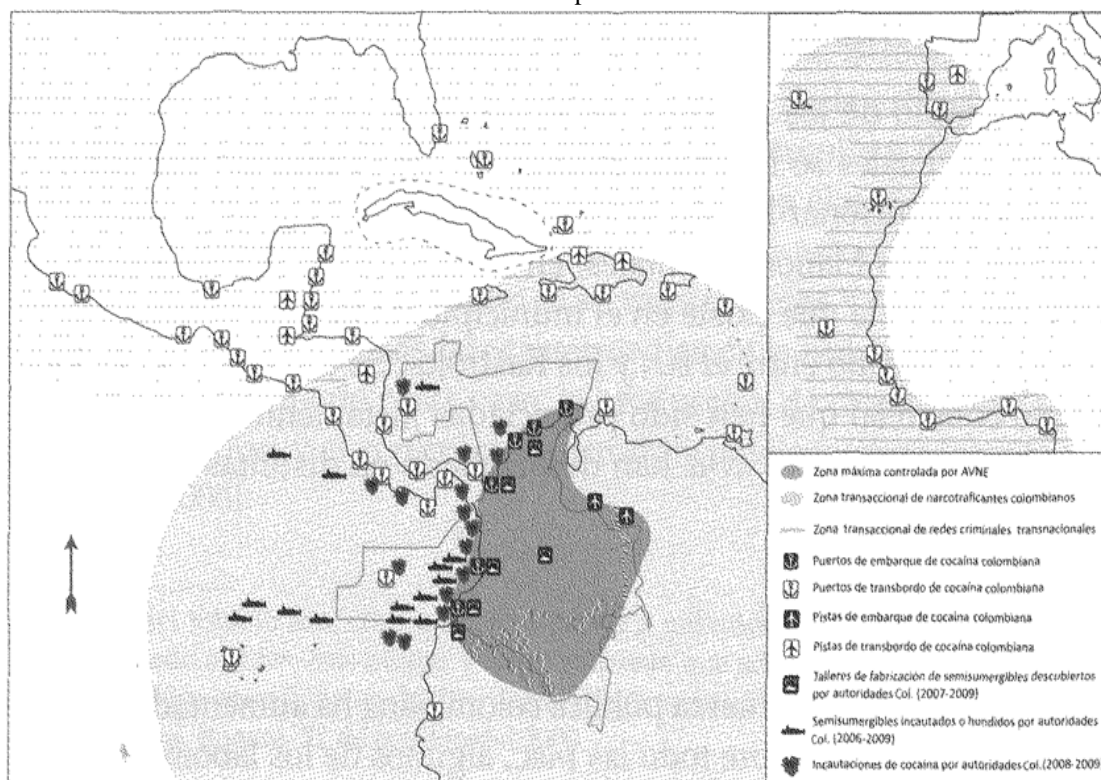 Zona máxima controlada por AVNE
Zona transaccional de narcotraficantes colombianos
Zona transaccional de redes criminales transnacionales
Puertos de embarque de cocaína colombiana
Puertos de transbordo de cocaína colombiana
Pistas de embarque de cocaína colombiana
Pistas de transbordo de cocaína colombiana
Talleres de fabricación de semisumergibles descubiertos
por autoridades Col. (2007-2009)
Semisumergibles incautados o hundidos por autoridades
Col. (2006-2009)
Incautaciones de cocaína por autoridades Col. (2008-2009